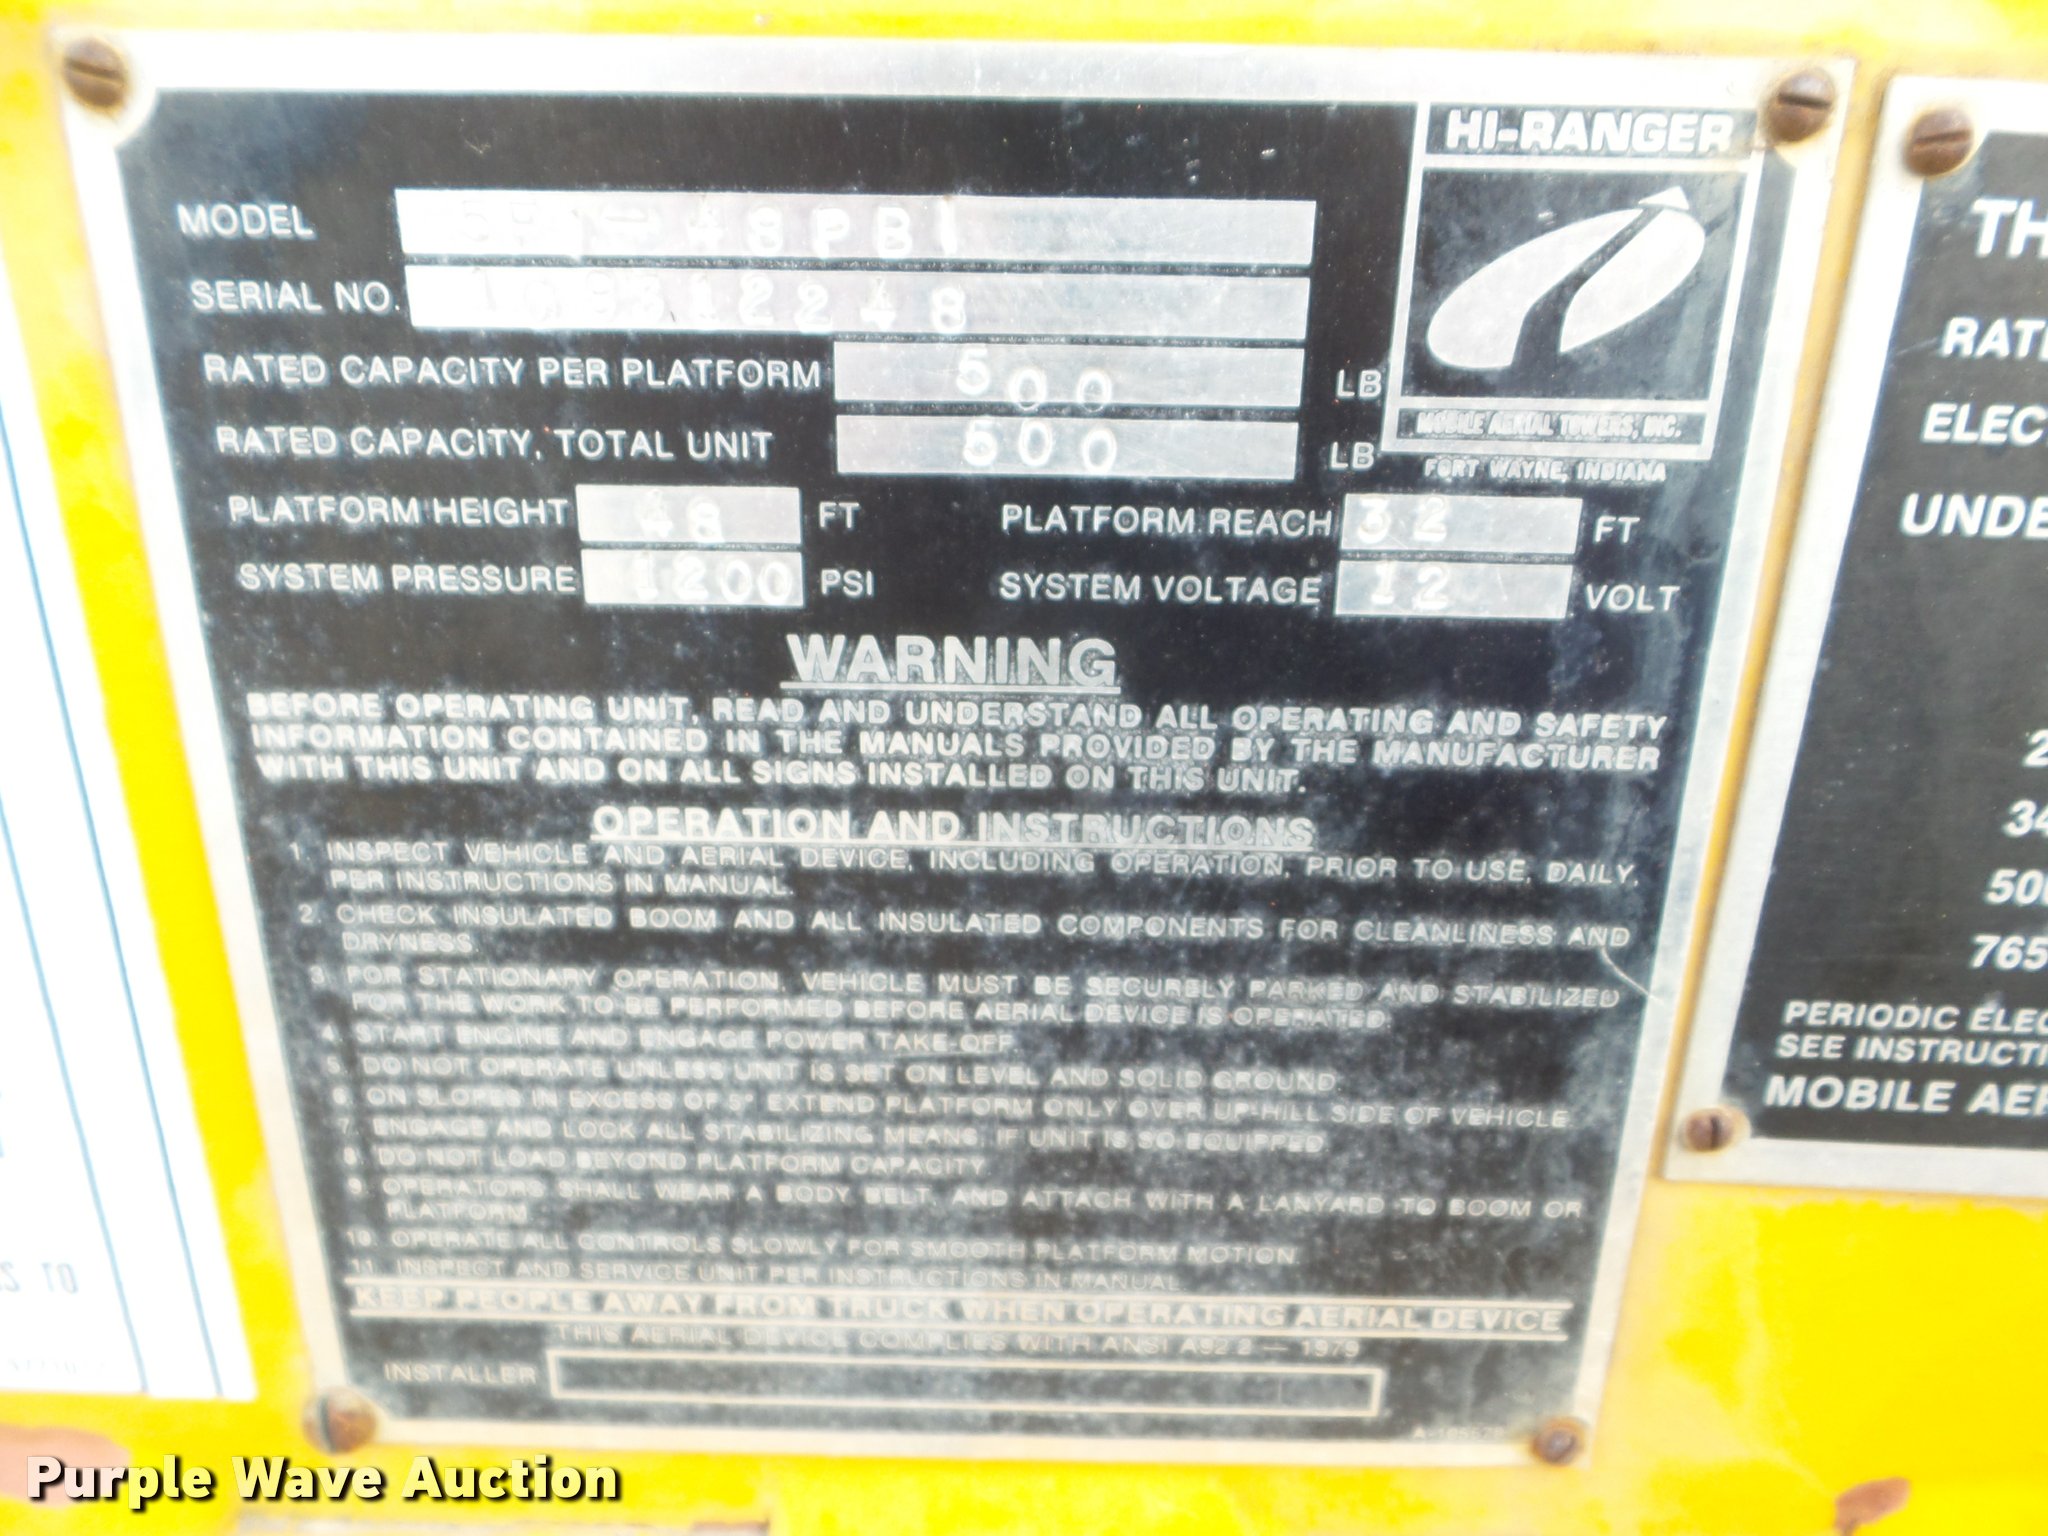 HI-RANGER
MOBILE AERIAL TOWERS, INC.
FORT WAYNE, INDIANA
MODEL 48PBI
SERIAL NO.
RATED CAPACITY PER PLATFORM 500 LB
RATED CAPACITY, TOTAL UNIT 500 LB
PLATFORM HEIGHT 48 FT PLATFORM REACH 32 FT
SYSTEM PRESSURE 1200 PSI SYSTEM VOLTAGE 12 VOLT
WARNING
BEFORE OPERATING UNIT, READ AND UNDERSTAND ALL OPERATING AND SAFETY
INFORMATION CONTAINED IN THE MANUALS PROVIDED BY THE MANUFACTURER
WITH THIS UNIT AND ON ALL SIGNS INSTALLED ON THIS UNIT.
OPERATION AND INSTRUCTIONS
1. INSPECT VEHICLE AND AERIAL DEVICE, INCLUDING OPERATION, PRIOR TO USE, DAILY,
PER INSTRUCTIONS IN MANUAL.
2. CHECK INSULATED BOOM AND ALL INSULATED COMPONENTS FOR CLEANLINESS AND
DRYNESS.
3. FOR STATIONARY OPERATION, VEHICLE MUST BE SECURELY PARKED AND STABILIZED
FOR THE WORK TO BE PERFORMED BEFORE AERIAL DEVICE IS OPERATED.
4. START ENGINE AND ENGAGE POWER TAKE-OFF.
5. DO NOT OPERATE UNLESS UNIT IS SET ON LEVEL AND SOLID GROUND.
6. ON SLOPES IN EXCESS OF 5° EXTEND PLATFORM ONLY OVER UP-HILL SIDE OF VEHICLE.
7. ENGAGE AND LOCK ALL STABILIZING MEANS, IF UNIT IS SO EQUIPPED.
8. DO NOT LOAD BEYOND PLATFORM CAPACITY.
9. OPERATORS SHALL WEAR A BODY BELT, AND ATTACH WITH A LANYARD TO BOOM OR
PLATFORM.
10. OPERATE ALL CONTROLS SLOWLY FOR SMOOTH PLATFORM MOTION.
11. INSPECT AND SERVICE UNIT PER INSTRUCTIONS IN MANUAL.
KEEP PEOPLE AWAY FROM TRUCK WHEN OPERATING AERIAL DEVICE
THIS AERIAL DEVICE COMPLIES WITH ANSI A92.2 — 1979
INSTALLER
TH
RATE
ELEC
UNDE
2
34
500
765
PERIODIC ELEC
SEE INSTRUCTI
MOBILE AER
TO
Purple Wave Auction